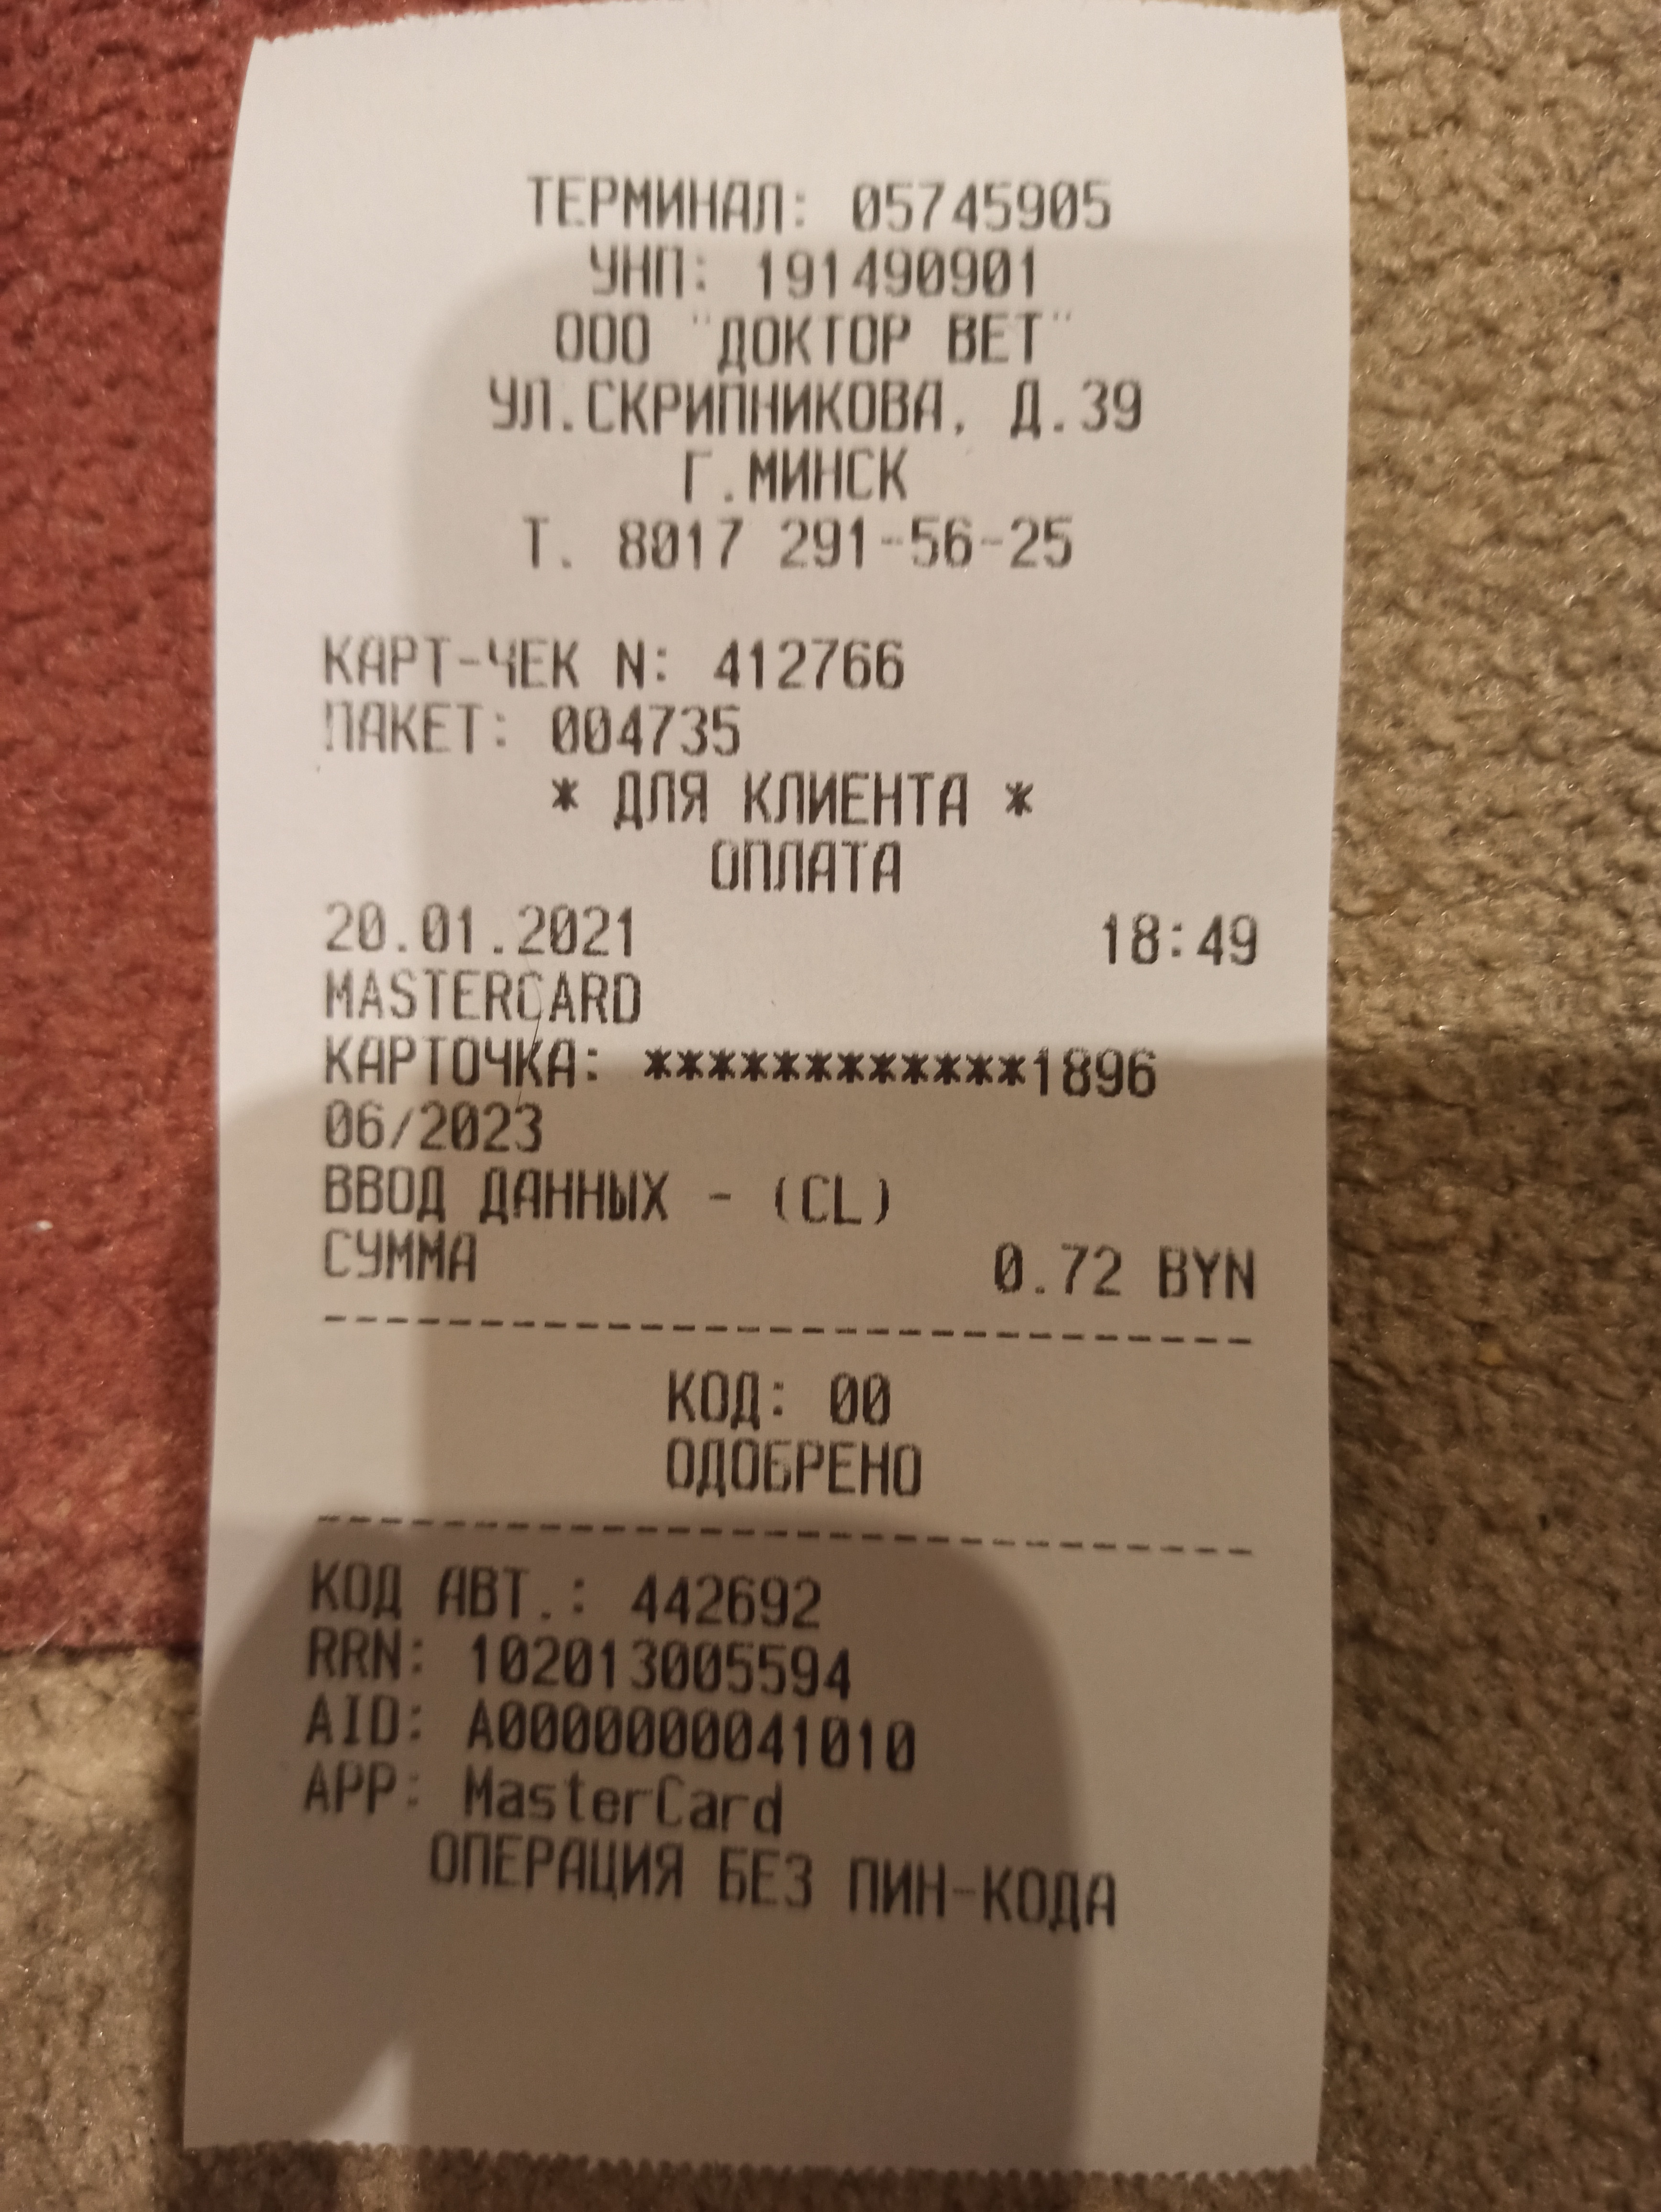 ТЕРМИНАЛ: 05745905
УНП: 191490901
ООО "ДОКТОР ВЕТ"
УЛ.СКРИПНИКОВА, Д.39
Г.МИНСК
Т. 8017 291-56-25
КАРТ-ЧЕК N: 412766
ПАКЕТ: 004735
* ДЛЯ КЛИЕНТА *
ОПЛАТА
20.01.2021 18:49
MASTERCARD
КАРТОЧКА: ************1896
06/2023
ВВОД ДАННЫХ - (CL)
СУММА 0.72 BYN
------------------------------
КОД: 00
ОДОБРЕНО
------------------------------
КОД АВТ.: 442692
RRN: 102013005594
AID: A0000000041010
APP: MasterCard
ОПЕРАЦИЯ БЕЗ ПИН-КОДА